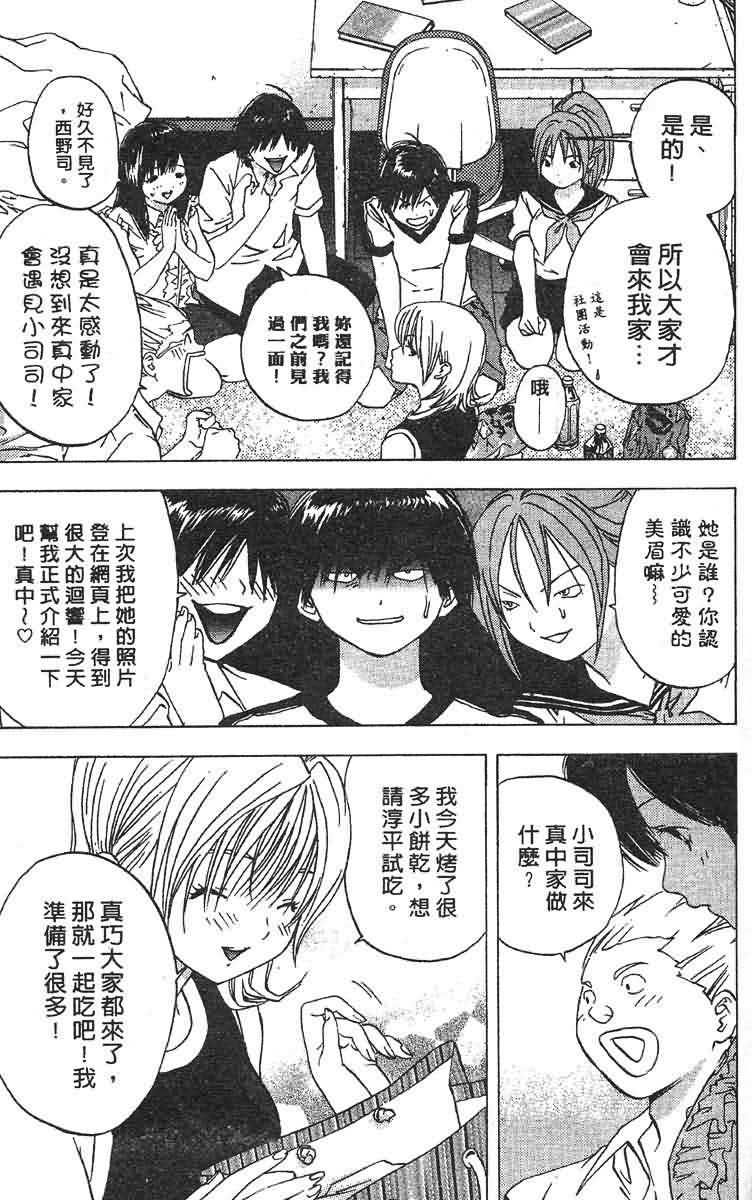 是、
是的！
所以大家才
會來我家…
這是
社團活動！
哦——
妳還記得
我嗎？我
們之前見
過一面！
好久不見了
，西野司。
真是太感動了！
沒想到來真中家
會遇見小司司！
她是誰？你認
識不少可愛的
美眉嘛～
上次我把她的照片
登在網頁上，得到
很大的迴響！今天
幫我正式介紹一下
吧！真中～♡
小司司來
真中家做
什麼？
我今天烤了很
多小餅乾，想
請淳平試吃。
真巧大家都來了，
那就一起吃吧！我
準備了很多！